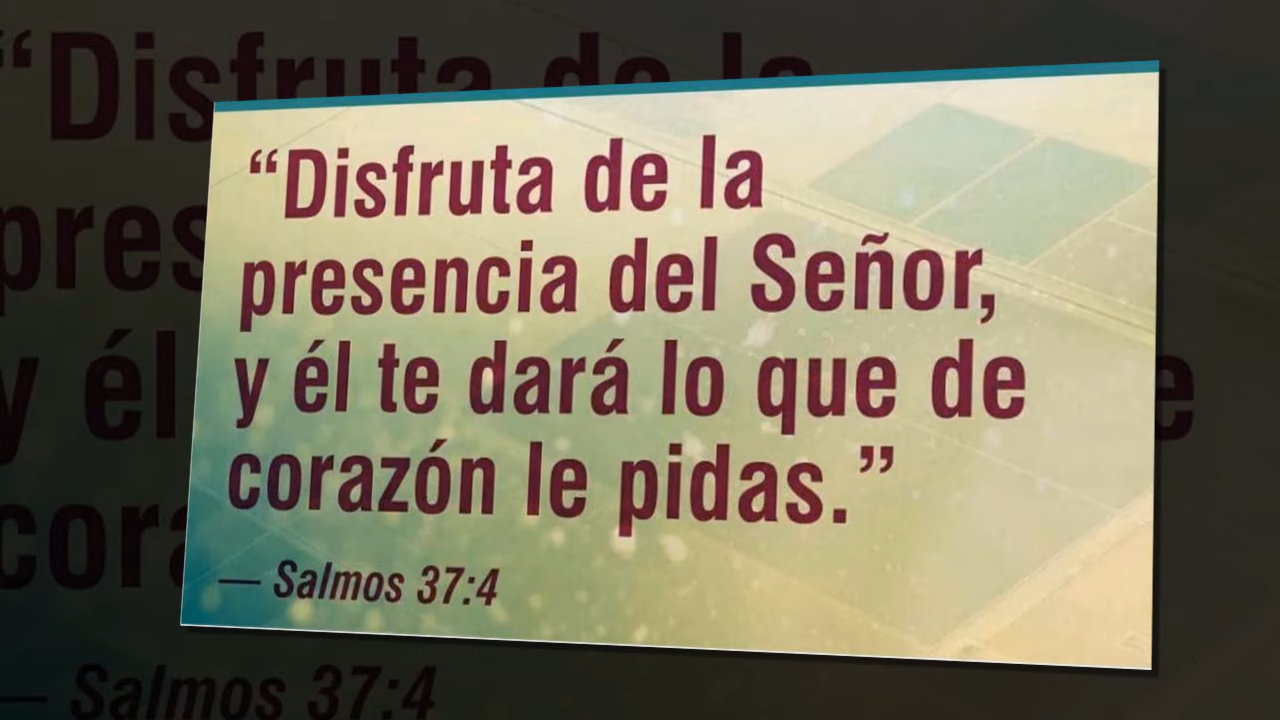 “Disfruta de la
presencia del Señor,
y él te dará lo que de
corazón le pidas.”
— Salmos 37:4